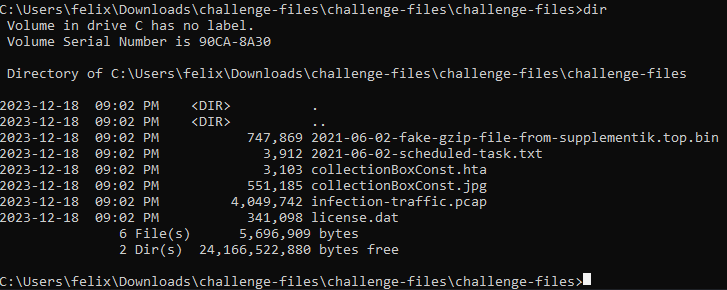 C:\Users\felix\Downloads\challenge-files\challenge-files\challenge-files>dir
 Volume in drive C has no label.
 Volume Serial Number is 90CA-8A30

 Directory of C:\Users\felix\Downloads\challenge-files\challenge-files\challenge-files

2023-12-18  09:02 PM    <DIR>          .
2023-12-18  09:02 PM    <DIR>          ..
2023-12-18  09:02 PM           747,869 2021-06-02-fake-gzip-file-from-supplementik.top.bin
2023-12-18  09:02 PM             3,912 2021-06-02-scheduled-task.txt
2023-12-18  09:02 PM             3,103 collectionBoxConst.hta
2023-12-18  09:02 PM           551,185 collectionBoxConst.jpg
2023-12-18  09:02 PM         4,049,742 infection-traffic.pcap
2023-12-18  09:02 PM           341,098 license.dat
               6 File(s)      5,696,909 bytes
               2 Dir(s)  24,166,522,880 bytes free

C:\Users\felix\Downloads\challenge-files\challenge-files\challenge-files>